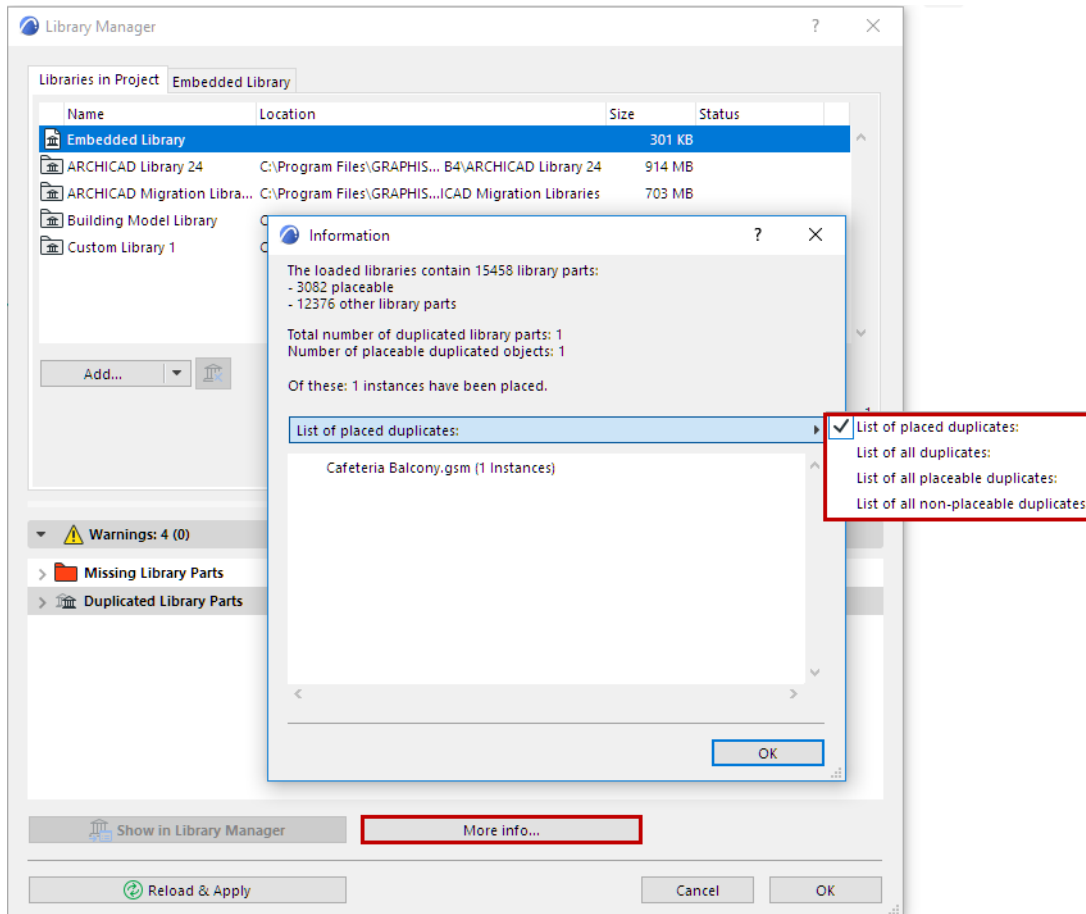 Library Manager
Libraries in Project Embedded Library
Name Location Size Status
Embedded Library 301 KB
ARCHICAD Library 24 C:\Program Files\GRAPHIS... B4\ARCHICAD Library 24 914 MB
ARCHICAD Migration Libra... C:\Program Files\GRAPHIS...ICAD Migration Libraries 703 MB
Building Model Library
Custom Library 1
Add...
Information
The loaded libraries contain 15458 library parts:
- 3082 placeable
- 12376 other library parts
Total number of duplicated library parts: 1
Number of placeable duplicated objects: 1
Of these: 1 instances have been placed.
List of placed duplicates:
Cafeteria Balcony.gsm (1 Instances)
OK
List of placed duplicates:
List of all duplicates:
List of all placeable duplicates:
List of all non-placeable duplicates
Warnings: 4 (0)
Missing Library Parts
Duplicated Library Parts
Show in Library Manager More info...
Reload & Apply Cancel OK